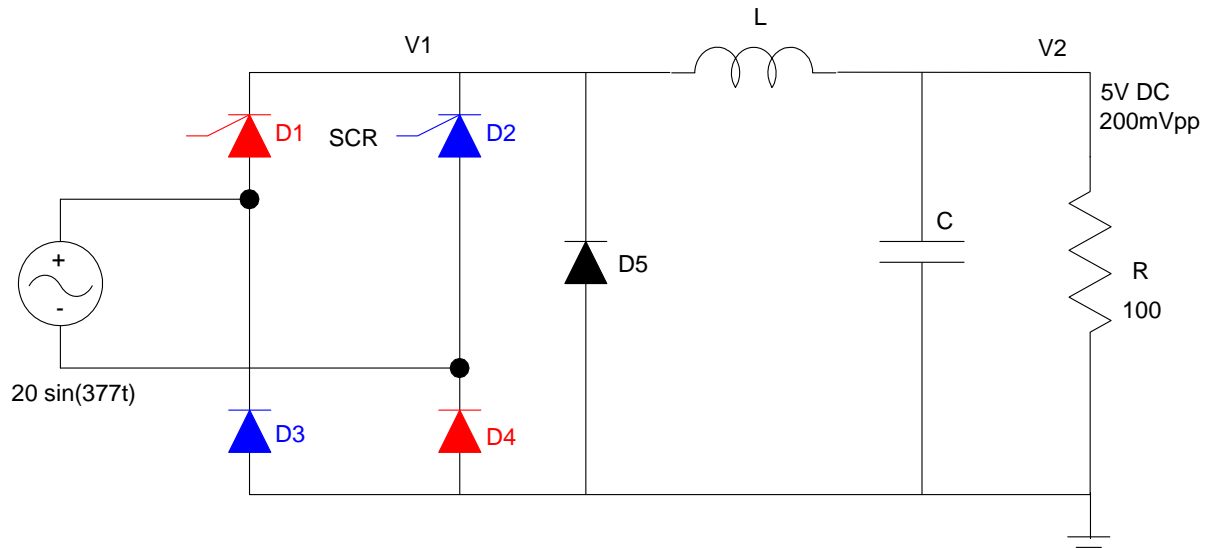 L
V1
V2
5V DC
200mVpp
D1
SCR
D2
C
+
D5
R
-
100
20 sin(377t)
D3
D4